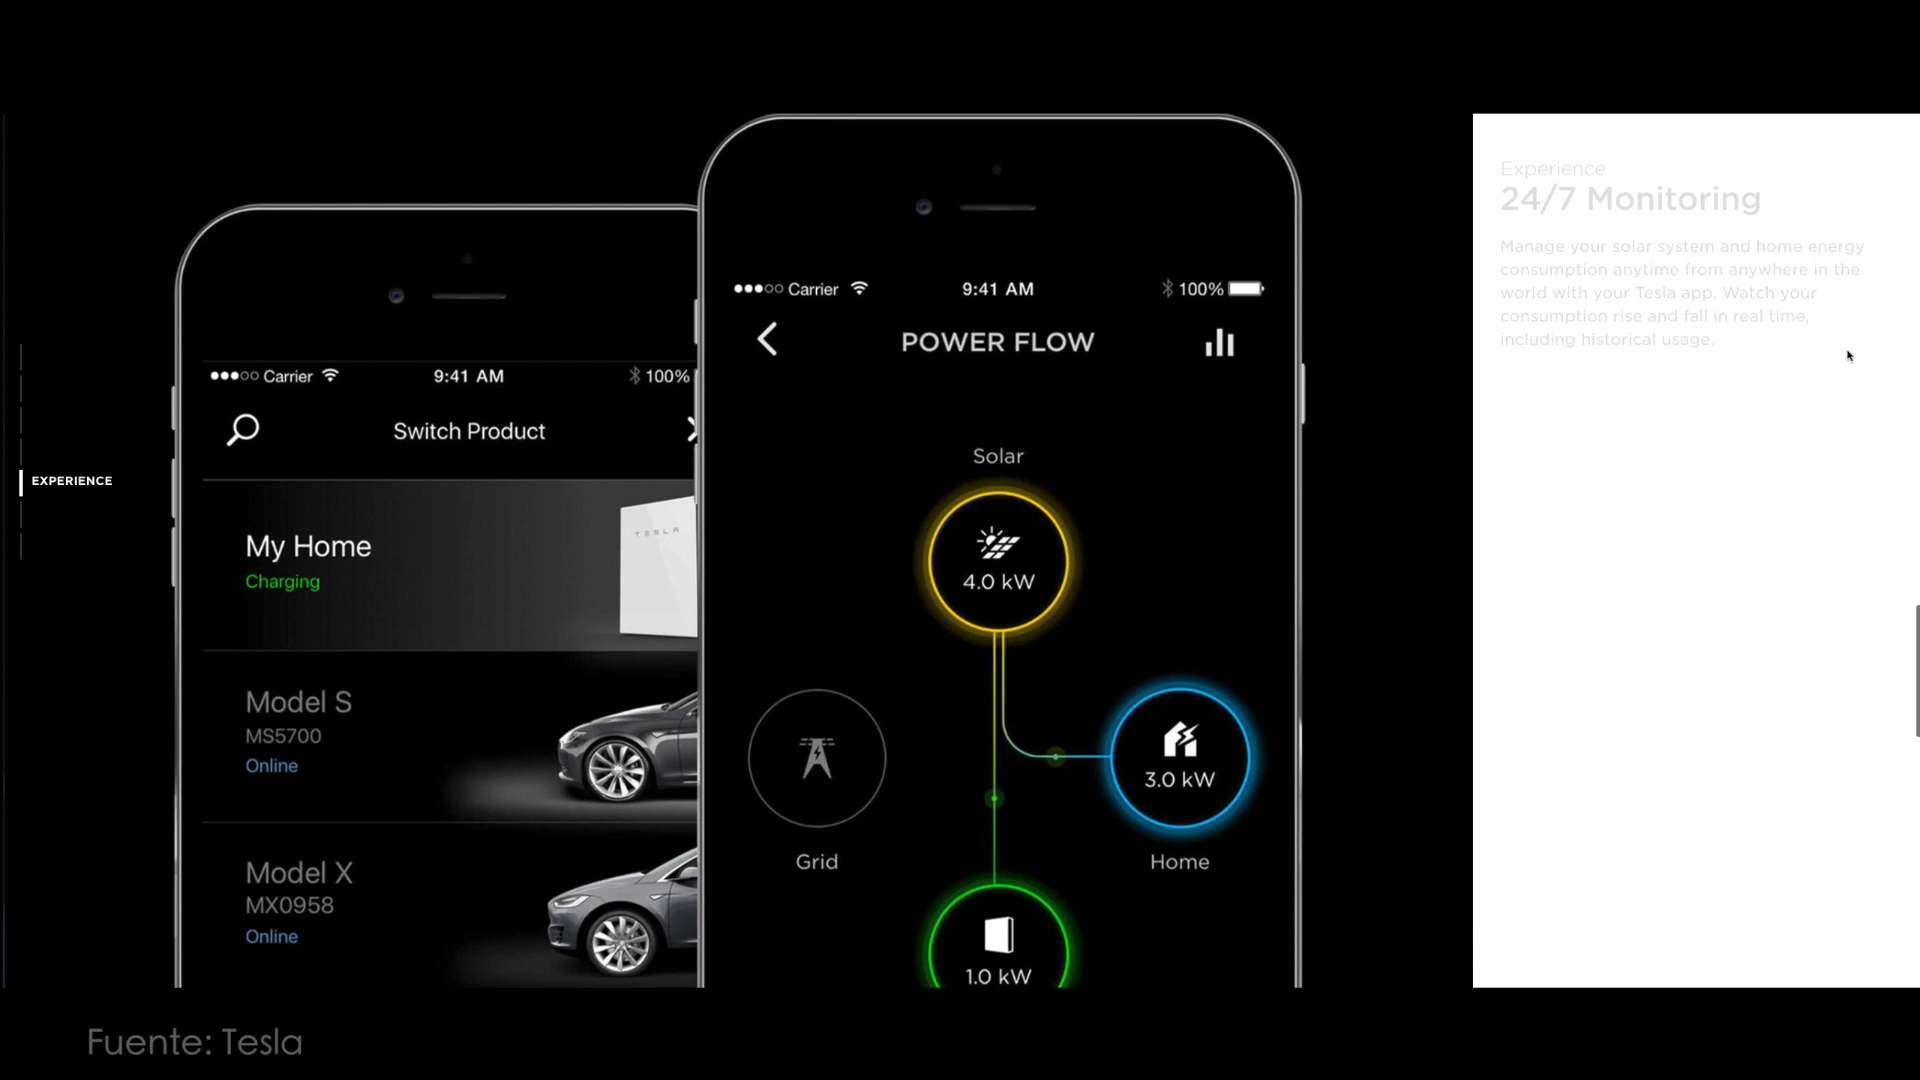 EXPERIENCE
●●●○○ Carrier 9:41 AM 100%
Switch Product
TESLA
My Home
Charging
Model S
MS5700
Online
Model X
MX0958
Online
●●●○○ Carrier 9:41 AM 100%
POWER FLOW
Solar
4.0 kW
3.0 kW
Grid
Home
1.0 kW
Experience
24/7 Monitoring
Manage your solar system and home energy
consumption anytime from anywhere in the
world with your Tesla app. Watch your
consumption rise and fall in real time,
including historical usage.
Fuente: Tesla